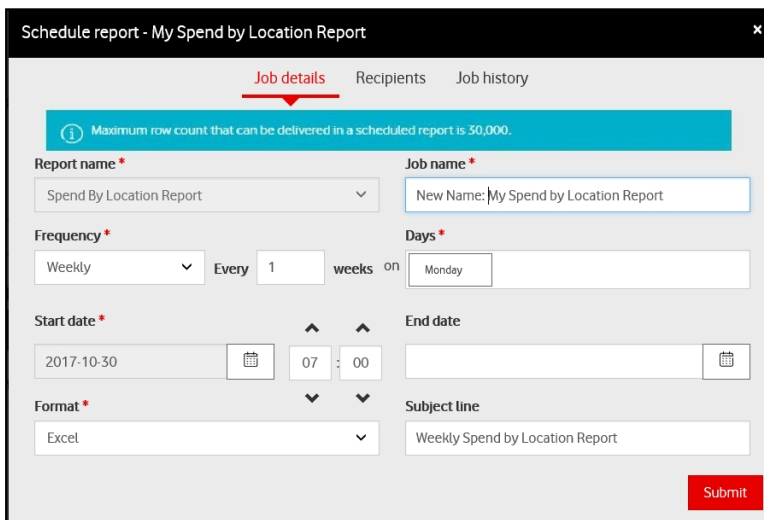 Schedule report - My Spend by Location Report ×
Job details Recipients Job history
i Maximum row count that can be delivered in a scheduled report is 30,000.
Report name * Job name *
Spend By Location Report New Name: My Spend by Location Report
Frequency * Days *
Weekly Every 1 weeks on Monday
Start date * End date
2017-10-30 07 : 00
Format * Subject line
Excel Weekly Spend by Location Report
Submit